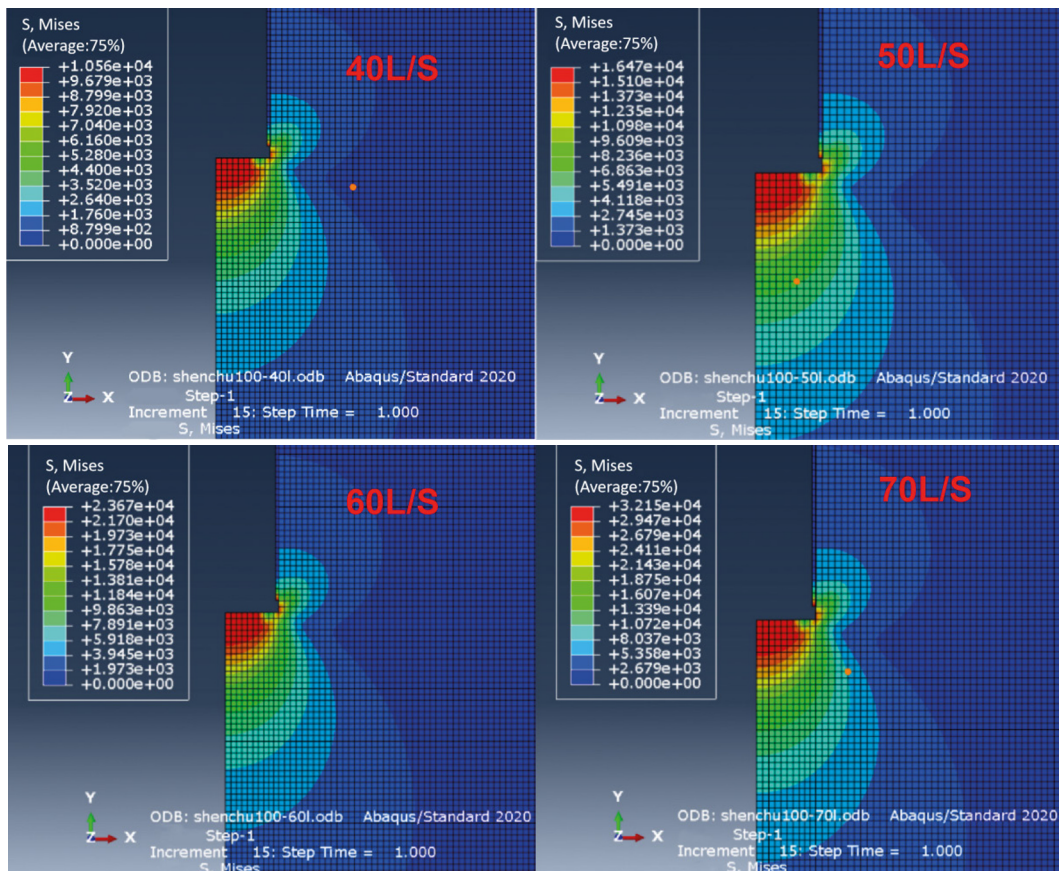 S, Mises
(Average:75%)
+1.056e+04
+9.679e+03
+8.799e+03
+7.920e+03
+7.040e+03
+6.160e+03
+5.280e+03
+4.400e+03
+3.520e+03
+2.640e+03
+1.760e+03
+8.799e+02
+0.000e+00
40L/S
Y
Z X
ODB: shenchu100-40l.odb Abaqus/Standard 2020
Step-1
Increment 15: Step Time = 1.000
S, Mises
S, Mises
(Average:75%)
+1.647e+04
+1.510e+04
+1.373e+04
+1.235e+04
+1.098e+04
+9.609e+03
+8.236e+03
+6.863e+03
+5.491e+03
+4.118e+03
+2.745e+03
+1.373e+03
+0.000e+00
50L/S
Y
Z X
ODB: shenchu100-50l.odb Abaqus/Standard 2020
Step-1
Increment 15: Step Time = 1.000
S, Mises
S, Mises
(Average:75%)
+2.367e+04
+2.170e+04
+1.973e+04
+1.775e+04
+1.578e+04
+1.381e+04
+1.184e+04
+9.863e+03
+7.891e+03
+5.918e+03
+3.945e+03
+1.973e+03
+0.000e+00
60L/S
Y
Z X
ODB: shenchu100-60l.odb Abaqus/Standard 2020
Step-1
Increment 15: Step Time = 1.000
S, Mises
S, Mises
(Average:75%)
+3.215e+04
+2.947e+04
+2.679e+04
+2.411e+04
+2.143e+04
+1.875e+04
+1.607e+04
+1.339e+04
+1.072e+04
+8.037e+03
+5.358e+03
+2.679e+03
+0.000e+00
70L/S
Y
Z X
ODB: shenchu100-70l.odb Abaqus/Standard 2020
Step-1
Increment 15: Step Time = 1.000
S, Mises